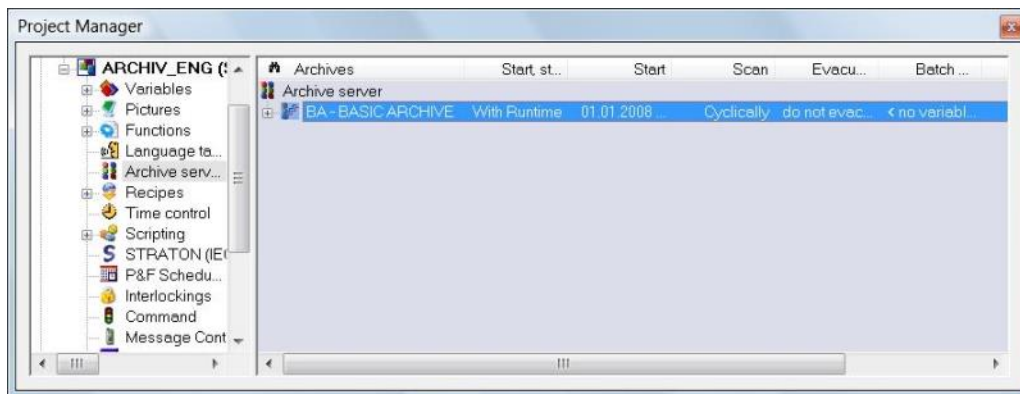 Project Manager
ARCHIV_ENG (
Variables
Pictures
Functions
Language ta...
Archive serv...
Recipes
Time control
Scripting
STRATON (IE
P&F Schedu...
Interlockings
Command
Message Cont
Archives Start, st... Start Scan Evacu... Batch ...
Archive server
BA - BASIC ARCHIVE With Runtime 01.01.2008 ... Cyclically do not evac... < no variabl...